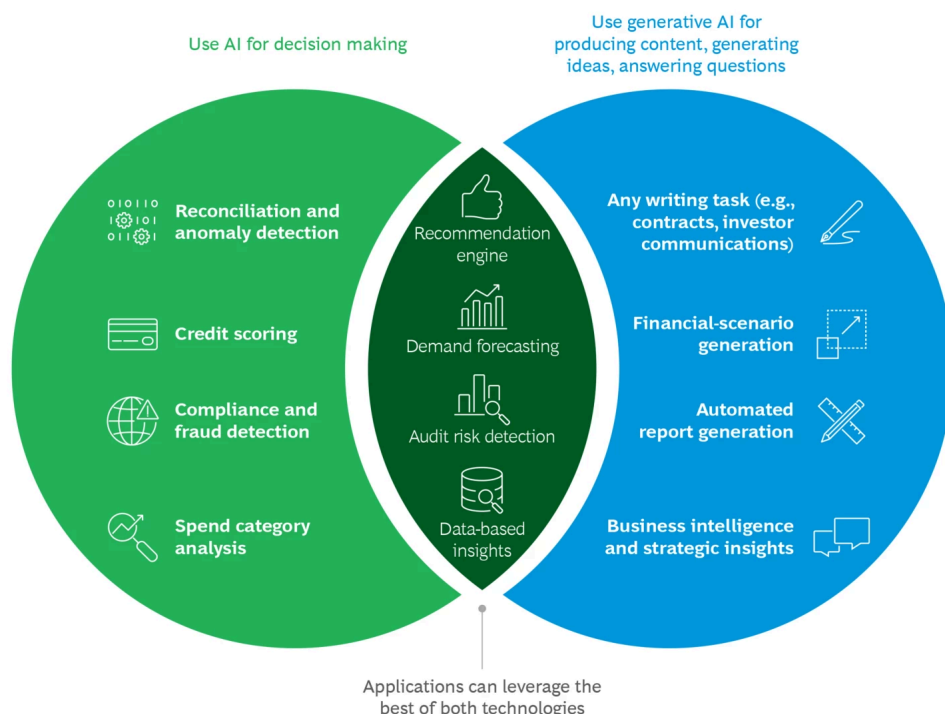 Use AI for decision making
Use generative AI for
producing content, generating
ideas, answering questions
010110
101
011
Reconciliation and
anomaly detection
Credit scoring
Compliance and
fraud detection
Spend category
analysis
Recommendation
engine
Demand forecasting
Audit risk detection
Data-based
insights
Any writing task (e.g.,
contracts, investor
communications)
Financial-scenario
generation
Automated
report generation
Business intelligence
and strategic insights
Applications can leverage the
best of both technologies